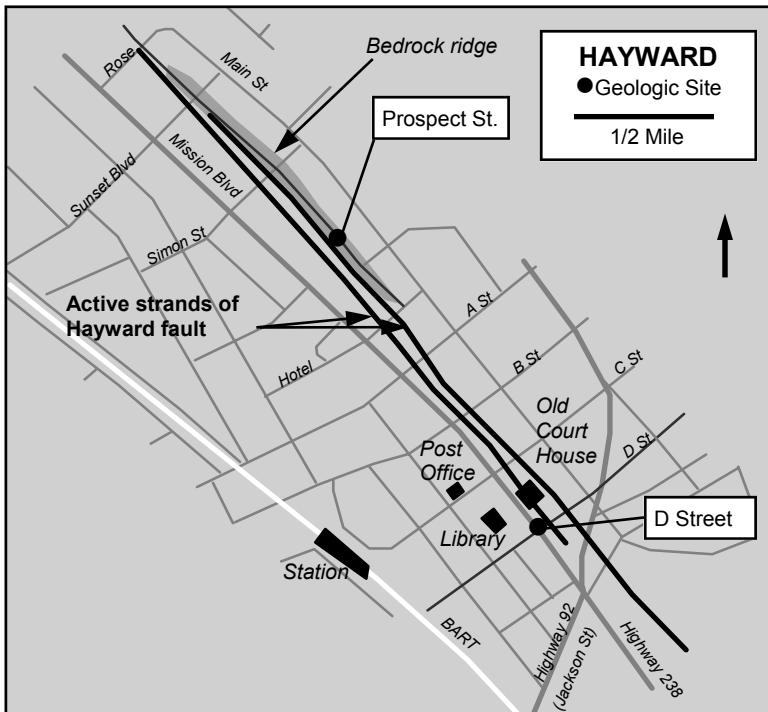 HAYWARD
Geologic Site
1/2 Mile
Bedrock ridge
Prospect St.
Rose
Main St
Mission Blvd
Sunset Blvd
Simon St
Active strands of
Hayward fault
Hotel
A St
B St
C St
D St
Old
Court
House
Post
Office
Library
D Street
Station
BART
Highway 92
(Jackson St)
Highway 238